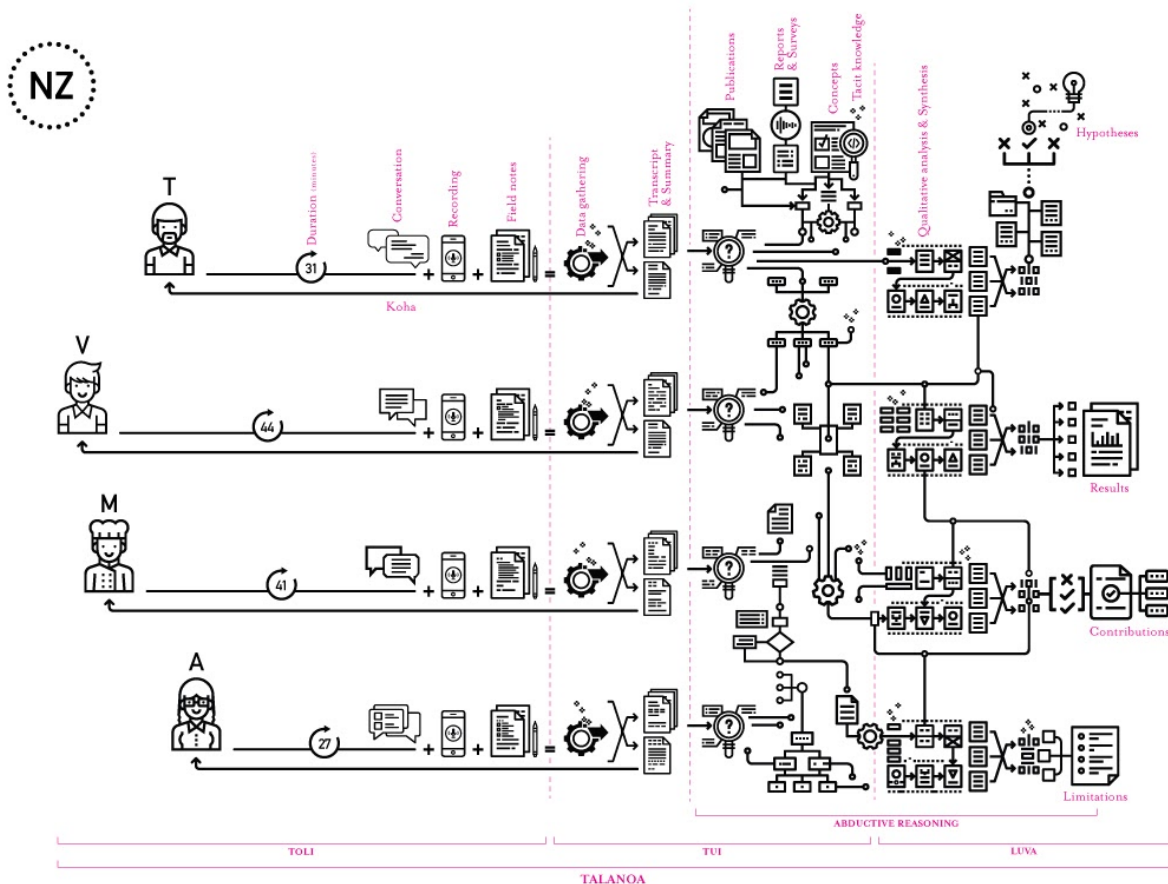 NZ
Publications
Reports
& Surveys
Concepts
Tacit knowledge
Qualitative analysis & Synthesis
Hypotheses
T
Duration (minutes)
Conversation
Recording
Field notes
Data gathering
Transcript
& Summary
31
+
+
=
?
Koha
V
44
+
+
=
?
Results
M
41
+
+
=
?
Contributions
A
27
+
+
=
?
Limitations
ABDUCTIVE REASONING
TOLI
TUI
LUVA
TALANOA